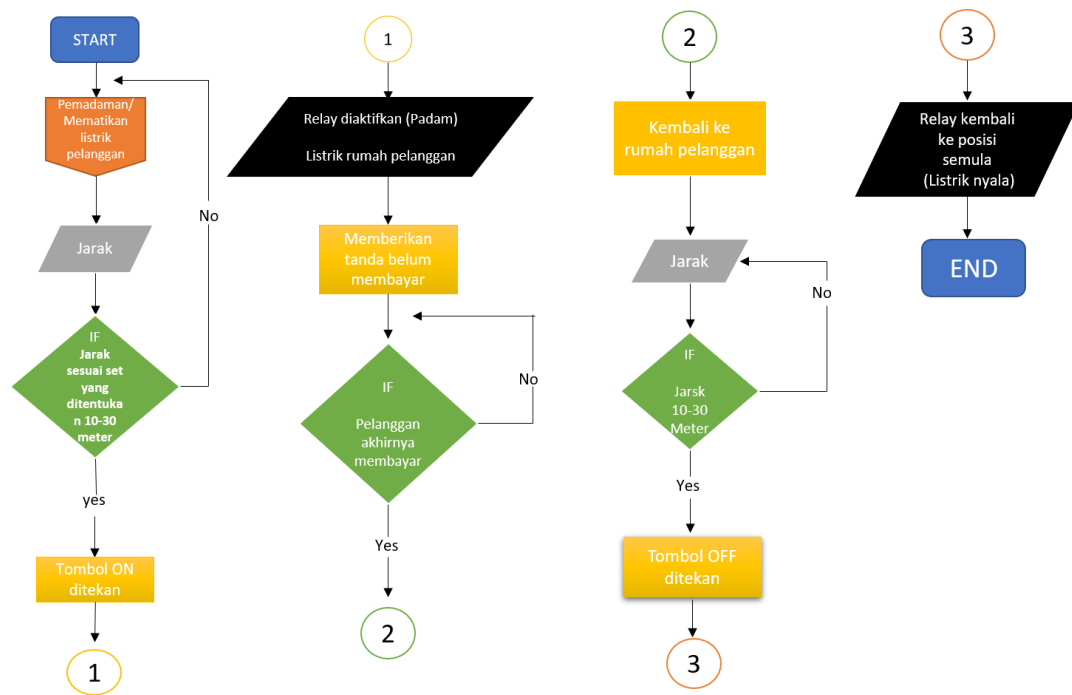 START
Pemadaman/
Mematikan
listrik
pelanggan
No
Jarak
IF
Jarak
sesuai set
yang
ditentuka
n 10-30
meter
yes
Tombol ON
ditekan
1
1
Relay diaktifkan (Padam)
Listrik rumah pelanggan
Memberikan
tanda belum
membayar
No
IF
Pelanggan
akhirnya
membayar
Yes
2
2
Kembali ke
rumah pelanggan
Jarak
No
IF
Jarsk
10-30
Meter
Yes
Tombol OFF
ditekan
3
3
Relay kembali
ke posisi
semula
(Listrik nyala)
END